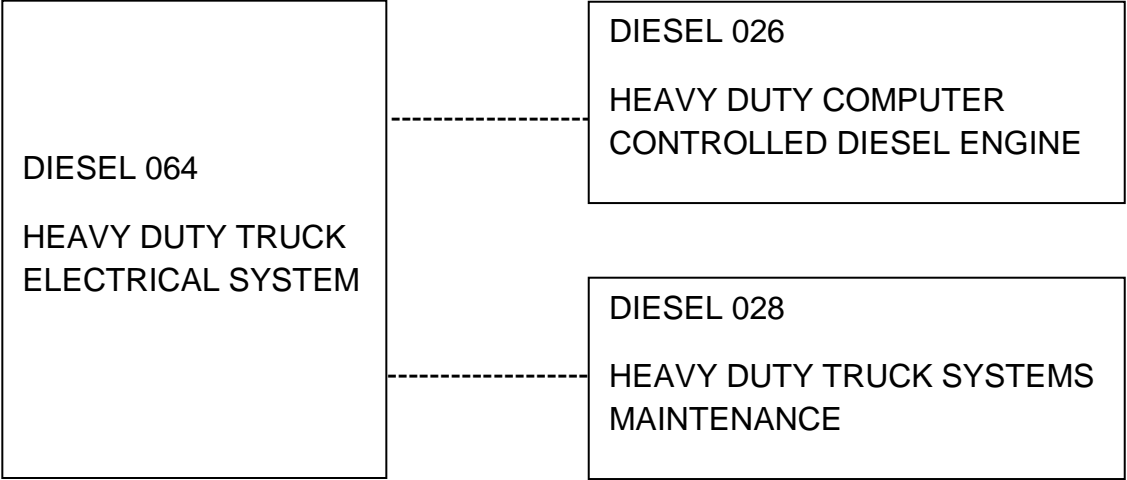 DIESEL 064
HEAVY DUTY TRUCK
ELECTRICAL SYSTEM
DIESEL 026
HEAVY DUTY COMPUTER
CONTROLLED DIESEL ENGINE
DIESEL 028
HEAVY DUTY TRUCK SYSTEMS
MAINTENANCE